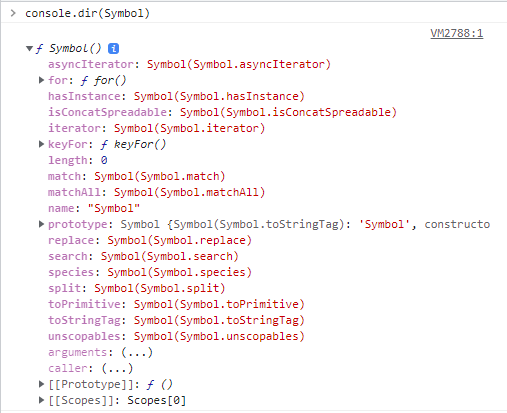 > console.dir(Symbol)
VM2788:1
▼ ƒ Symbol() i
asyncIterator: Symbol(Symbol.asyncIterator)
▶ for: ƒ for()
hasInstance: Symbol(Symbol.hasInstance)
isConcatSpreadable: Symbol(Symbol.isConcatSpreadable)
iterator: Symbol(Symbol.iterator)
▶ keyFor: ƒ keyFor()
length: 0
match: Symbol(Symbol.match)
matchAll: Symbol(Symbol.matchAll)
name: "Symbol"
▶ prototype: Symbol {Symbol(Symbol.toStringTag): 'Symbol', constructo
replace: Symbol(Symbol.replace)
search: Symbol(Symbol.search)
species: Symbol(Symbol.species)
split: Symbol(Symbol.split)
toPrimitive: Symbol(Symbol.toPrimitive)
toStringTag: Symbol(Symbol.toStringTag)
unscopables: Symbol(Symbol.unscopables)
arguments: (...)
caller: (...)
▶ [[Prototype]]: ƒ ()
▶ [[Scopes]]: Scopes[0]